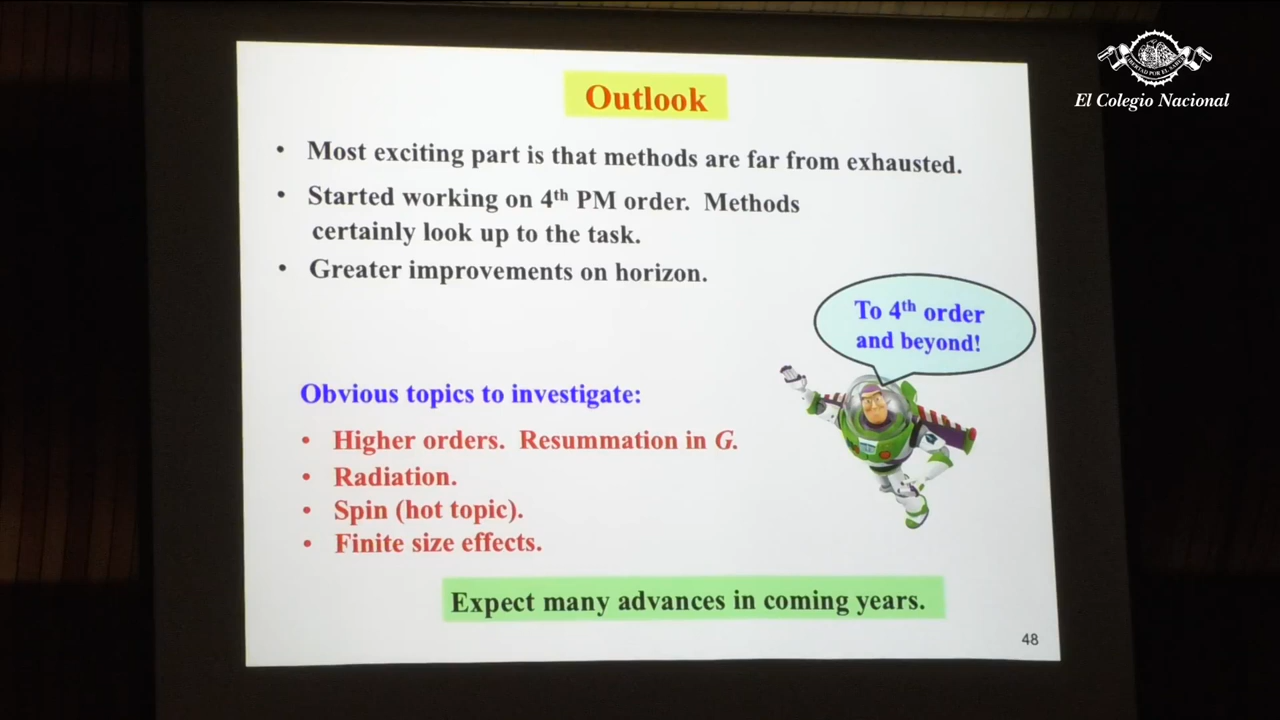 El Colegio Nacional
Outlook
• Most exciting part is that methods are far from exhausted.
• Started working on 4th PM order. Methods
certainly look up to the task.
• Greater improvements on horizon.
To 4th order
and beyond!
Obvious topics to investigate:
• Higher orders. Resummation in G.
• Radiation.
• Spin (hot topic).
• Finite size effects.
Expect many advances in coming years.
48